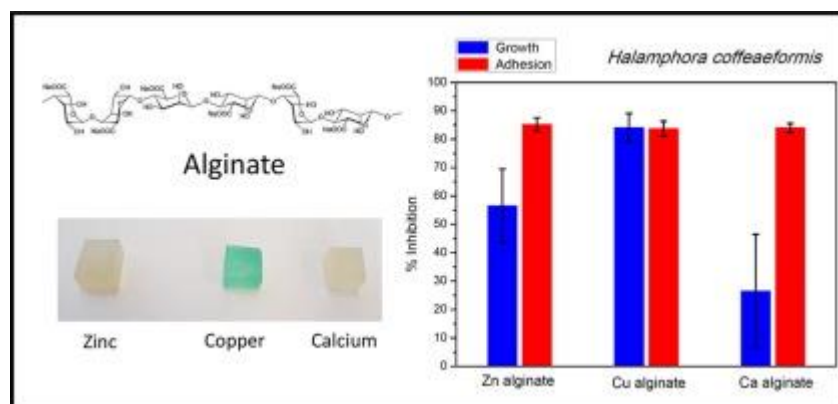 Alginate
Zinc Copper Calcium
Growth
Adhesion
Halamphora coffeaeformis
% Inhibition
100
90
80
70
60
50
40
30
20
10
0
Zn alginate Cu alginate Ca alginate